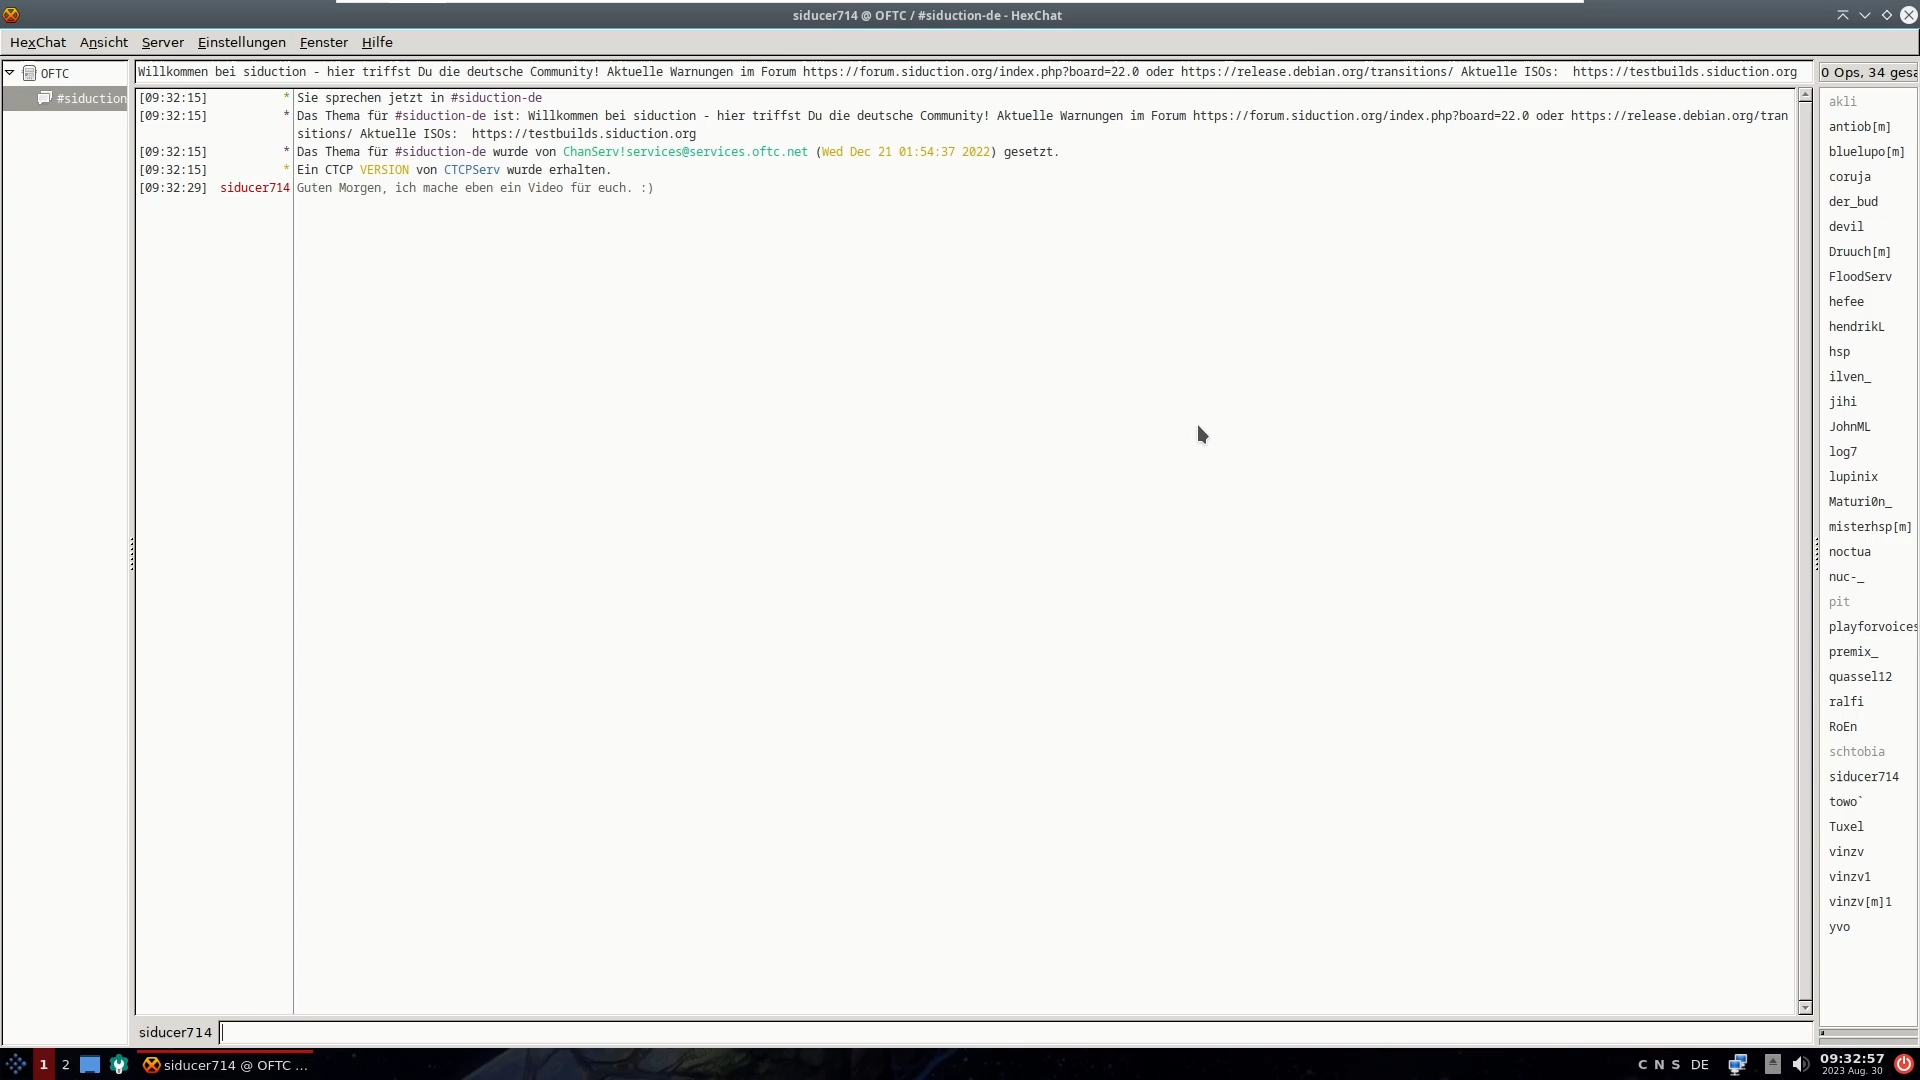 siducer714 @ OFTC / #siduction-de - HexChat
HexChat Ansicht Server Einstellungen Fenster Hilfe
OFTC
#siduction
Willkommen bei siduction - hier triffst Du die deutsche Community! Aktuelle Warnungen im Forum https://forum.siduction.org/index.php?board=22.0 oder https://release.debian.org/transitions/ Aktuelle ISOs:  https://testbuilds.siduction.org
0 Ops, 34 gesa
[09:32:15] * Sie sprechen jetzt in #siduction-de
[09:32:15] * Das Thema für #siduction-de ist: Willkommen bei siduction - hier triffst Du die deutsche Community! Aktuelle Warnungen im Forum https://forum.siduction.org/index.php?board=22.0 oder https://release.debian.org/tran
sitions/ Aktuelle ISOs:  https://testbuilds.siduction.org
[09:32:15] * Das Thema für #siduction-de wurde von ChanServ!services@services.oftc.net (Wed Dec 21 01:54:37 2022) gesetzt.
[09:32:15] * Ein CTCP VERSION von CTCPServ wurde erhalten.
[09:32:29] siducer714 Guten Morgen, ich mache eben ein Video für euch. :)
akli
antiob[m]
bluelupo[m]
coruja
der_bud
devil
Druuch[m]
FloodServ
hefee
hendrikL
hsp
ilven_
jihi
JohnML
log7
lupinix
Maturi0n_
misterhsp[m]
noctua
nuc-_
pit
playforvoices
premix_
quassel12
ralfi
RoEn
schtobia
siducer714
towo`
Tuxel
vinzv
vinzv1
vinzv[m]1
yvo
siducer714
1 2 siducer714 @ OFTC ...
C N S DE
09:32:57
2023 Aug. 30